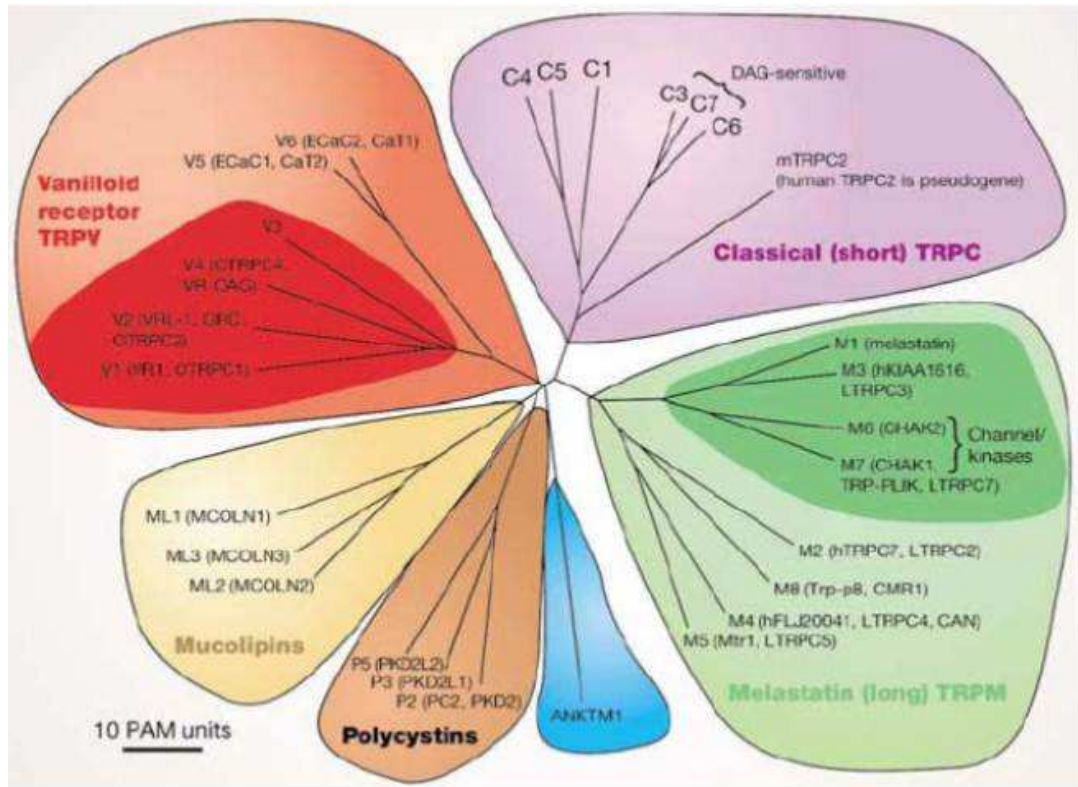 C4
C5
C1
C3
C7
C6
DAG-sensitive
mTRPC2
(human TRPC2 is pseudogene)
Classical (short) TRPC
V6 (ECaC2, CaT1)
V5 (ECaC1, CaT2)
Vanilloid
receptor
TRPV
V3
V4 (OTRPC4,
VR-OAC)
V2 (VRL-1, GRC,
OTRPC2)
V1 (VR1, OTRPC1)
M1 (melastatin)
M3 (hKIAA1616,
LTRPC3)
M6 (CHAK2)
Channel/
kinases
M7 (CHAK1,
TRP-PLIK, LTRPC7)
M2 (hTRPC7, LTRPC2)
M8 (Trp-p8, CMR1)
M4 (hFLJ20041, LTRPC4, CAN)
M5 (Mtr1, LTRPC5)
Melastatin (long) TRPM
ML1 (MCOLN1)
ML3 (MCOLN3)
ML2 (MCOLN2)
Mucolipins
P5 (PKD2L2)
P3 (PKD2L1)
P2 (PC2, PKD2)
Polycystins
ANKTM1
10 PAM units